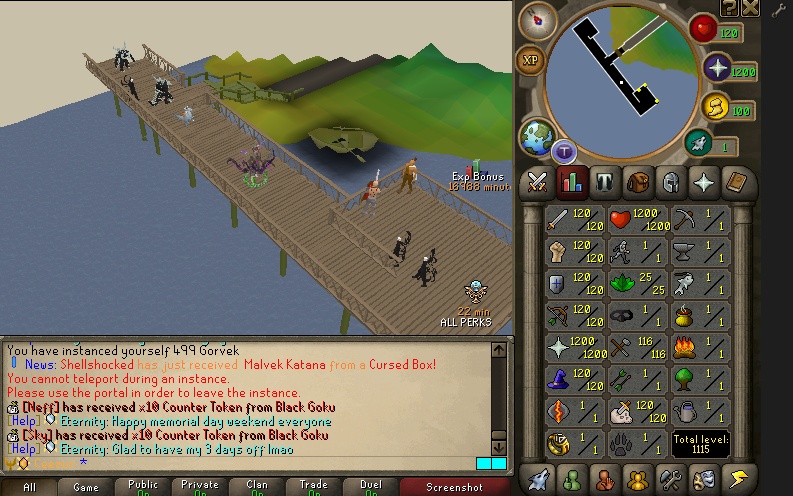 120
XP
1200
100
1
T
Exp Bonus
16988 minut
22 min
ALL PERKS
120/120 1200/1200 1/1
120/120 1/1 1/1
120/120 25/25 1/1
120/120 1/1 1/1
1200/1200 116/116 1/1
120/120 1/1 1/1
1/1 120/120 1/1
1/1 1/1 Total level: 1115
You have instanced yourself 499 Gorvek
News: Shellshocked has just received Malvek Katana from a Cursed Box!
You cannot teleport during an instance.
Please use the portal in order to leave the instance.
[Neff] has received x10 Counter Token from Black Goku
[Help] Eternity: Happy memorial day weekend everyone
[Sky] has received x10 Counter Token from Black Goku
[Help] Eternity: Glad to have my 3 days off lmao
*
All Game Public On Private On Clan On Trade On Duel On Screenshot